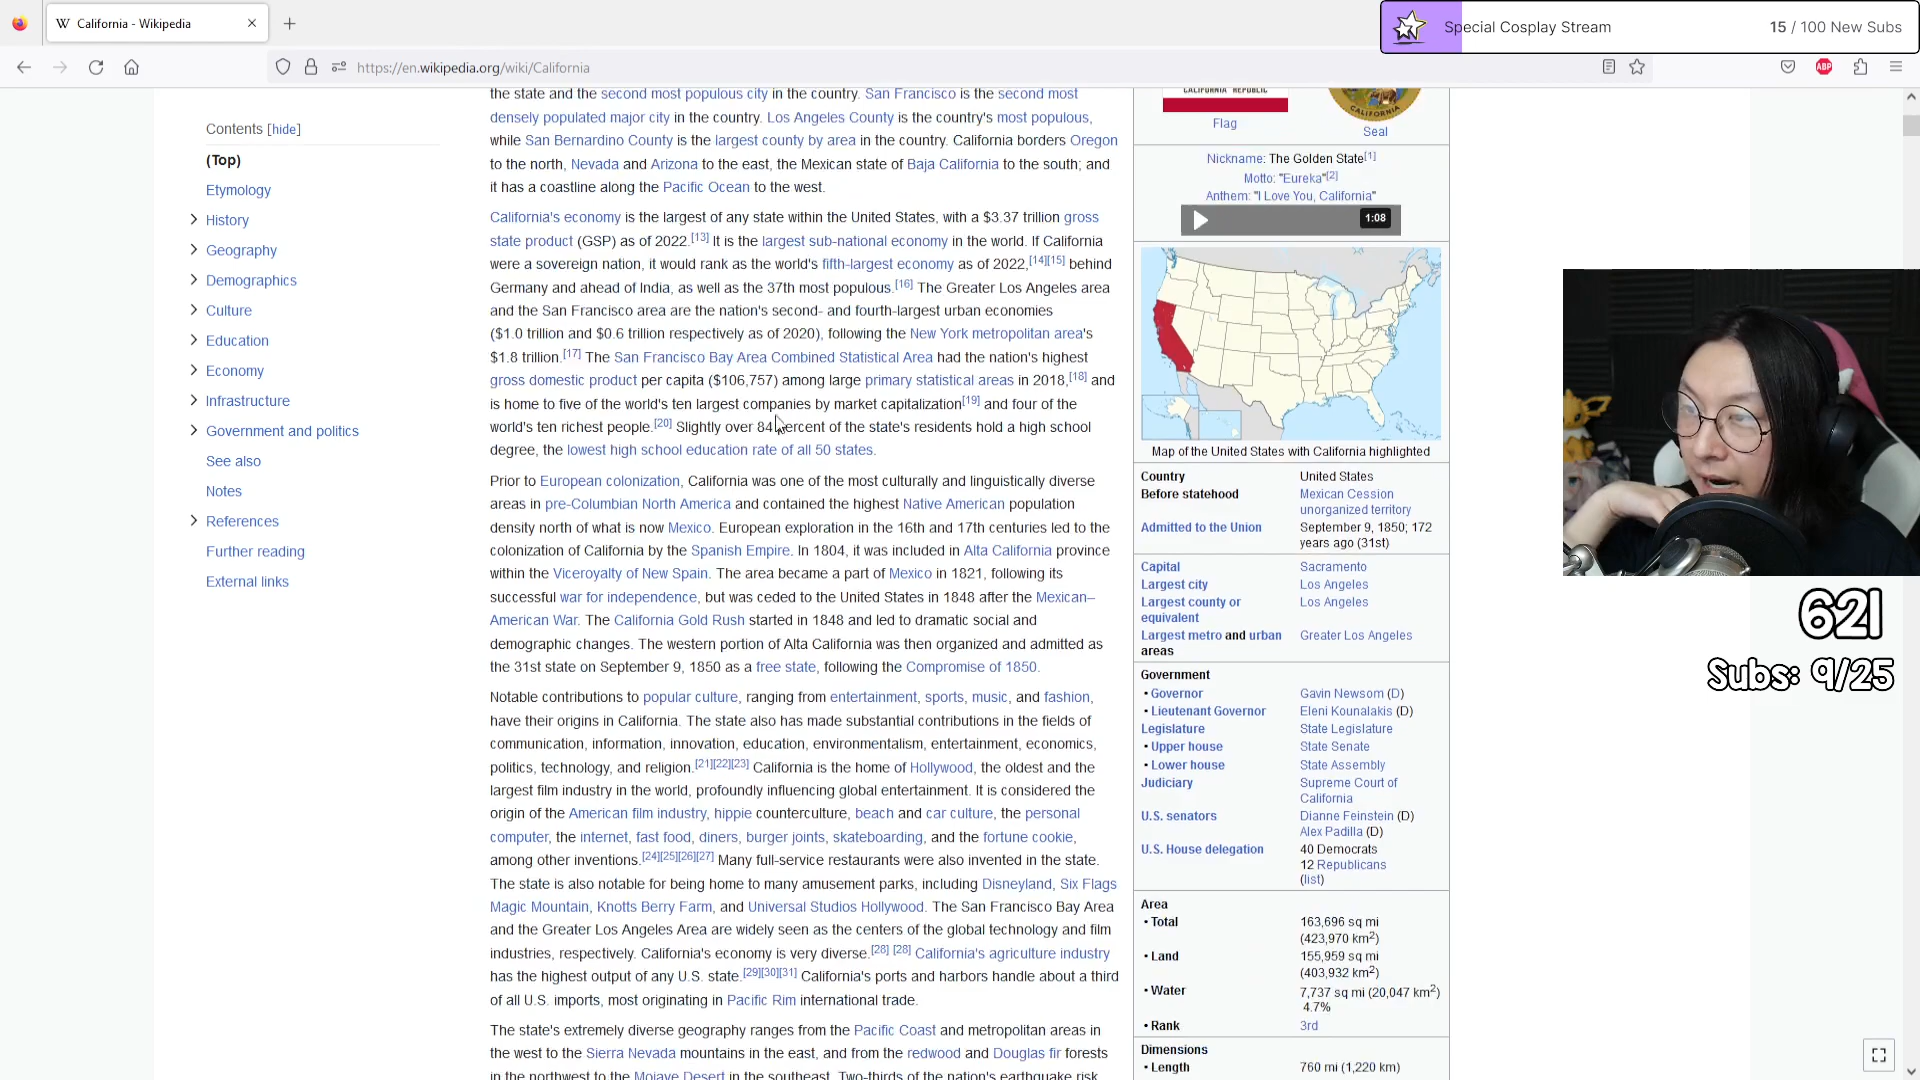 California - Wikipedia
Special Cosplay Stream
15 / 100 New Subs
https://en.wikipedia.org/wiki/California
ABP
Contents [hide]
(Top)
Etymology
History
Geography
Demographics
Culture
Education
Economy
Infrastructure
Government and politics
See also
Notes
References
Further reading
External links
the state and the second most populous city in the country. San Francisco is the second most
densely populated major city in the country. Los Angeles County is the country's most populous,
while San Bernardino County is the largest county by area in the country. California borders Oregon
to the north, Nevada and Arizona to the east, the Mexican state of Baja California to the south; and
it has a coastline along the Pacific Ocean to the west.
California's economy is the largest of any state within the United States, with a $3.37 trillion gross
state product (GSP) as of 2022.[13] It is the largest sub-national economy in the world. If California
were a sovereign nation, it would rank as the world's fifth-largest economy as of 2022,[14][15] behind
Germany and ahead of India, as well as the 37th most populous.[16] The Greater Los Angeles area
and the San Francisco area are the nation's second- and fourth-largest urban economies
($1.0 trillion and $0.6 trillion respectively as of 2020), following the New York metropolitan area's
$1.8 trillion.[17] The San Francisco Bay Area Combined Statistical Area had the nation's highest
gross domestic product per capita ($106,757) among large primary statistical areas in 2018,[18] and
is home to five of the world's ten largest companies by market capitalization[19] and four of the
world's ten richest people.[20] Slightly over 84 percent of the state's residents hold a high school
degree, the lowest high school education rate of all 50 states.
Prior to European colonization, California was one of the most culturally and linguistically diverse
areas in pre-Columbian North America and contained the highest Native American population
density north of what is now Mexico. European exploration in the 16th and 17th centuries led to the
colonization of California by the Spanish Empire. In 1804, it was included in Alta California province
within the Viceroyalty of New Spain. The area became a part of Mexico in 1821, following its
successful war for independence, but was ceded to the United States in 1848 after the Mexican–
American War. The California Gold Rush started in 1848 and led to dramatic social and
demographic changes. The western portion of Alta California was then organized and admitted as
the 31st state on September 9, 1850 as a free state, following the Compromise of 1850.
Notable contributions to popular culture, ranging from entertainment, sports, music, and fashion,
have their origins in California. The state also has made substantial contributions in the fields of
communication, information, innovation, education, environmentalism, entertainment, economics,
politics, technology, and religion.[21][22][23] California is the home of Hollywood, the oldest and the
largest film industry in the world, profoundly influencing global entertainment. It is considered the
origin of the American film industry, hippie counterculture, beach and car culture, the personal
computer, the internet, fast food, diners, burger joints, skateboarding, and the fortune cookie,
among other inventions.[24][25][26][27] Many full-service restaurants were also invented in the state.
The state is also notable for being home to many amusement parks, including Disneyland, Six Flags
Magic Mountain, Knotts Berry Farm, and Universal Studios Hollywood. The San Francisco Bay Area
and the Greater Los Angeles Area are widely seen as the centers of the global technology and film
industries, respectively. California's economy is very diverse.[28] [28] California's agriculture industry
has the highest output of any U.S. state.[29][30][31] California's ports and harbors handle about a third
of all U.S. imports, most originating in Pacific Rim international trade.
The state's extremely diverse geography ranges from the Pacific Coast and metropolitan areas in
the west to the Sierra Nevada mountains in the east, and from the redwood and Douglas fir forests
in the northwest to the Mojave Desert in the southeast. Two-thirds of the nation's earthquake risk
CALIFORNIA REPUBLIC
CALIFORNIA
Flag
Seal
Nickname: The Golden State[1]
Motto: "Eureka"[2]
Anthem: "I Love You, California"
1:08
Map of the United States with California highlighted
Country United States
Before statehood Mexican Cession
unorganized territory
Admitted to the Union September 9, 1850; 172
years ago (31st)
Capital Sacramento
Largest city Los Angeles
Largest county or Los Angeles
equivalent
Largest metro and urban Greater Los Angeles
areas
Government
• Governor Gavin Newsom (D)
• Lieutenant Governor Eleni Kounalakis (D)
Legislature State Legislature
• Upper house State Senate
• Lower house State Assembly
Judiciary Supreme Court of
California
U.S. senators Dianne Feinstein (D)
Alex Padilla (D)
U.S. House delegation 40 Democrats
12 Republicans
(list)
Area
• Total 163,696 sq mi
(423,970 km2)
• Land 155,959 sq mi
(403,932 km2)
• Water 7,737 sq mi (20,047 km2)
4.7%
• Rank 3rd
Dimensions
• Length 760 mi (1,220 km)
621
Subs: 9/25